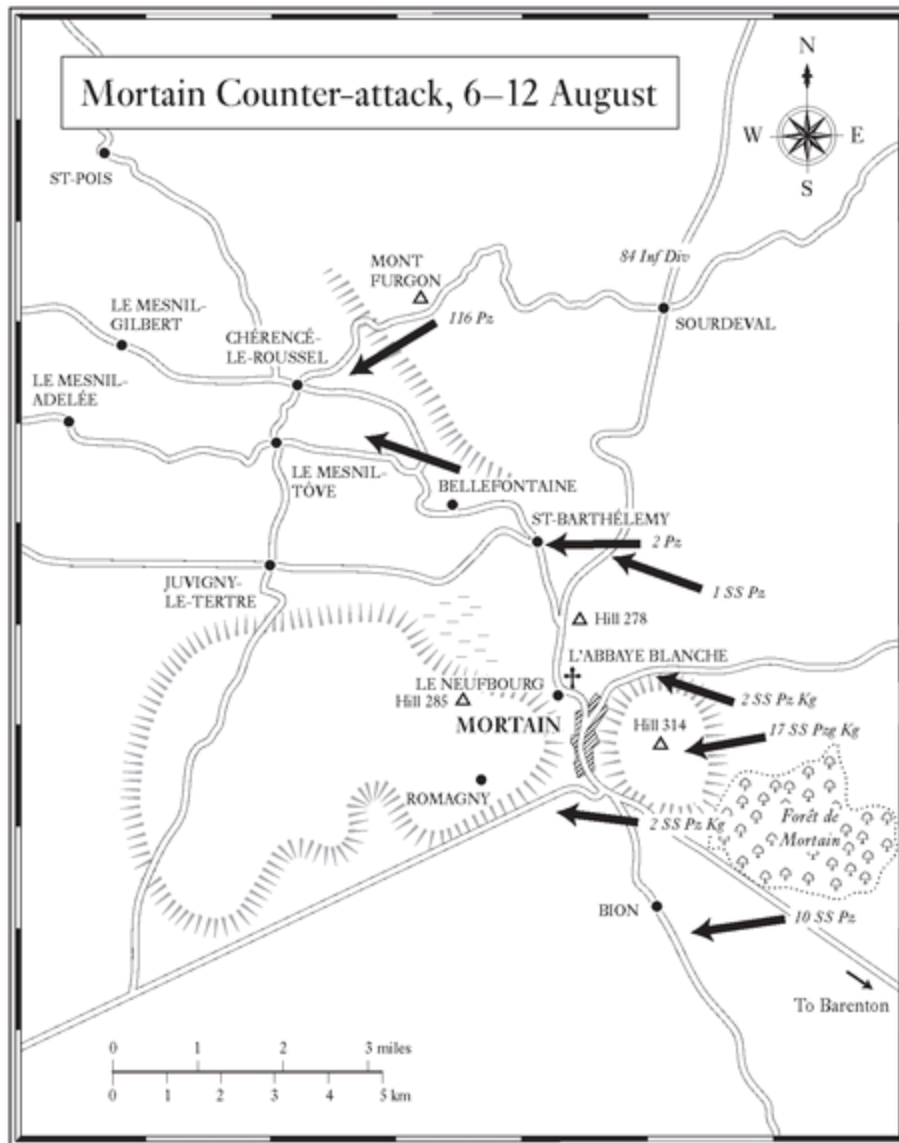 Mortain Counter-attack, 6–12 August
N
W
E
S
ST-POIS
MONT
FURGON
84 Inf Div
LE MESNIL-
GILBERT
116 Pz
SOURDEVAL
CHÉRENCÉ-
LE-ROUSSEL
LE MESNIL-
ADELÉE
LE MESNIL-
TÔVE
BELLEFONTAINE
ST-BARTHÉLEMY
2 Pz
JUVIGNY-
LE-TERTRE
1 SS Pz
Hill 278
L'ABBAYE BLANCHE
LE NEUFBOURG
Hill 285
2 SS Pz Kg
MORTAIN
Hill 314
17 SS Pzg Kg
ROMAGNY
2 SS Pz Kg
Forêt de
Mortain
BION
10 SS Pz
To Barenton
0
1
2
3 miles
0
1
2
3
4
5 km